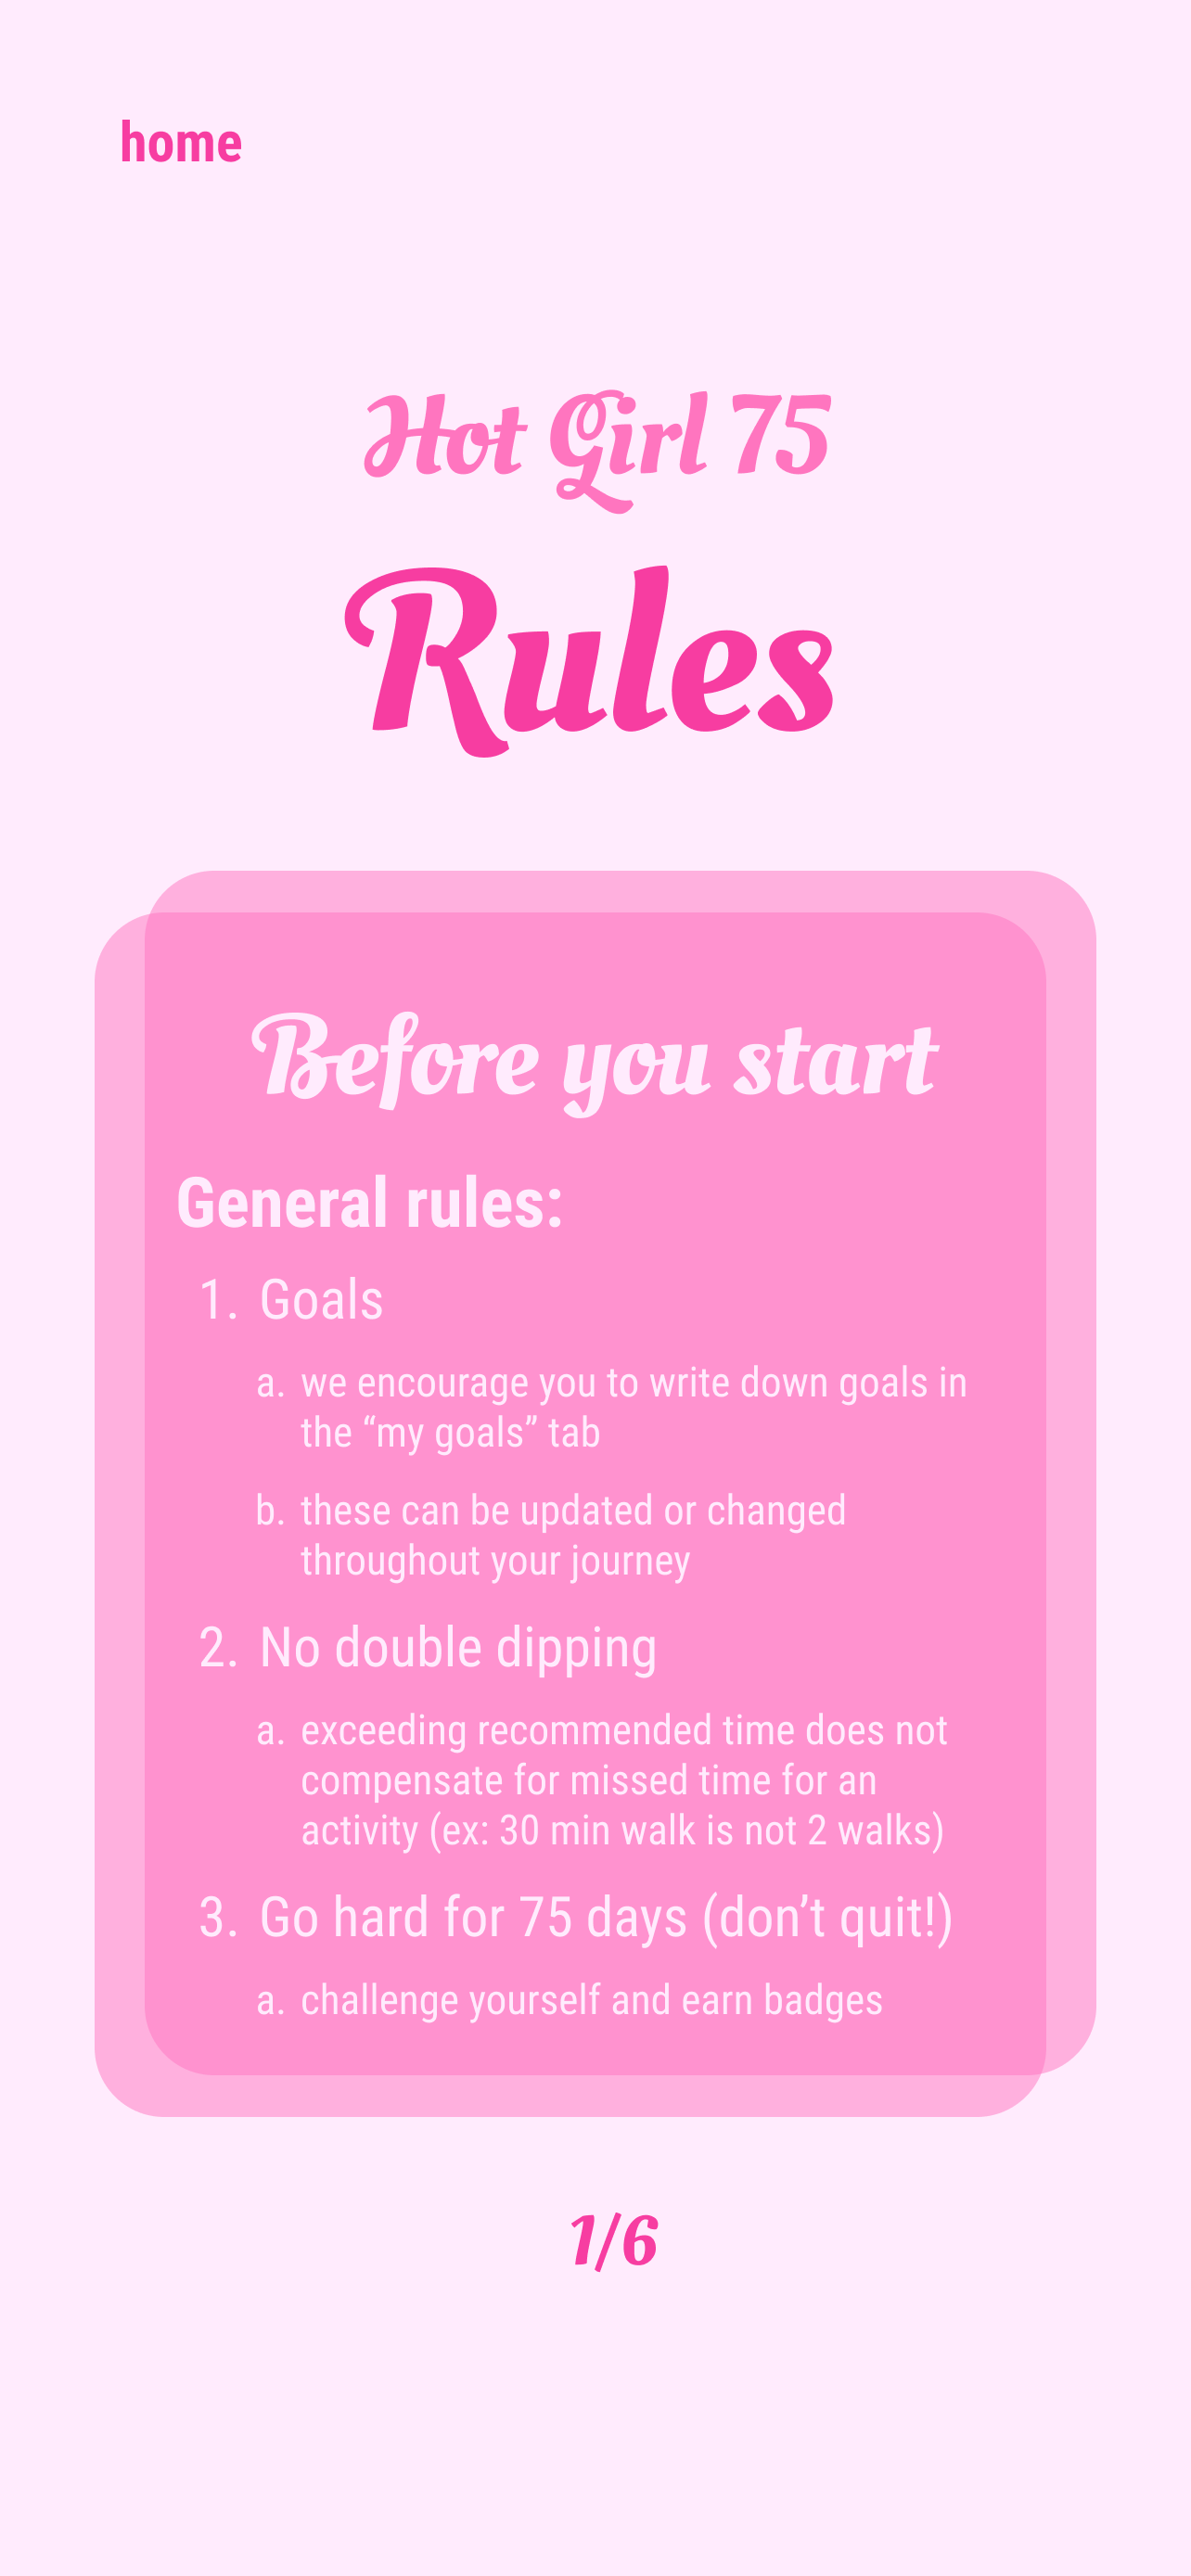 home
Hot Girl 75
Rules
Before you start
General rules:
1. Goals
a. we encourage you to write down goals in
the “my goals” tab
b. these can be updated or changed
throughout your journey
2. No double dipping
a. exceeding recommended time does not
compensate for missed time for an
activity (ex: 30 min walk is not 2 walks)
3. Go hard for 75 days (don’t quit!)
a. challenge yourself and earn badges
1/6